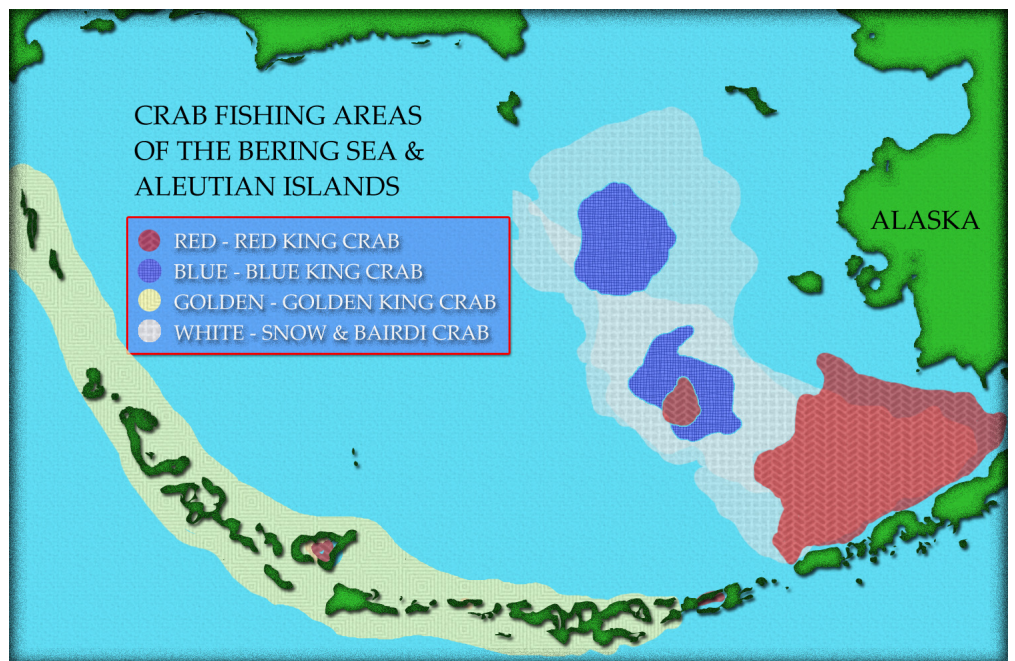 CRAB FISHING AREAS
OF THE BERING SEA &
ALEUTIAN ISLANDS
RED - RED KING CRAB
BLUE - BLUE KING CRAB
GOLDEN - GOLDEN KING CRAB
WHITE - SNOW & BAIRDI CRAB
ALASKA